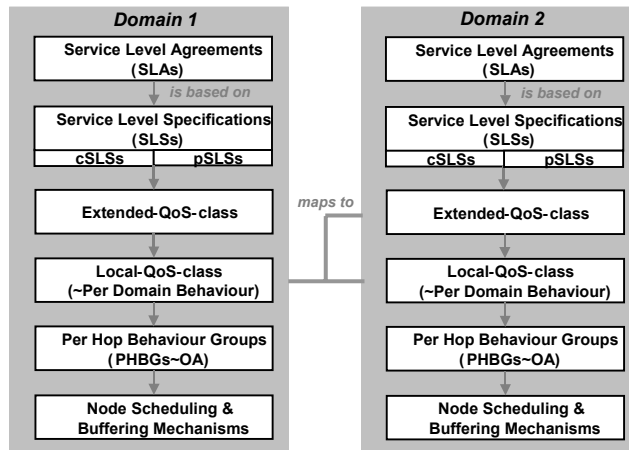 Domain 1
Service Level Agreements
(SLAs)
is based on
Service Level Specifications
(SLSs)
cSLSs pSLSs
Extended-QoS-class
Local-QoS-class
(~Per Domain Behaviour)
Per Hop Behaviour Groups
(PHBGs~OA)
Node Scheduling &
Buffering Mechanisms
maps to
Domain 2
Service Level Agreements
(SLAs)
is based on
Service Level Specifications
(SLSs)
cSLSs pSLSs
Extended-QoS-class
Local-QoS-class
(~Per Domain Behaviour)
Per Hop Behaviour Groups
(PHBGs~OA)
Node Scheduling &
Buffering Mechanisms